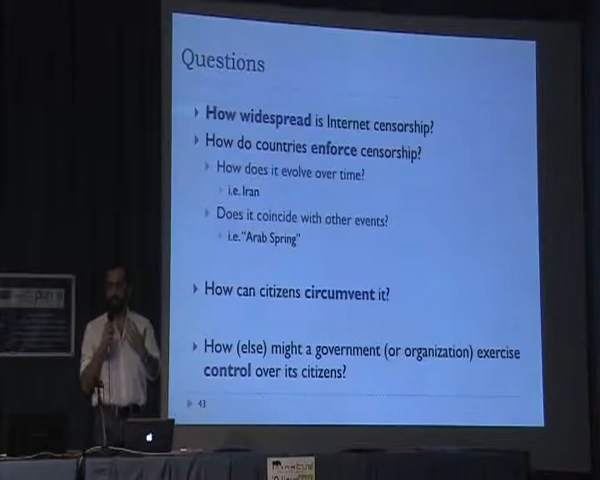 Questions
How widespread is Internet censorship?
How do countries enforce censorship?
How does it evolve over time?
i.e. Iran
Does it coincide with other events?
i.e. "Arab Spring"
How can citizens circumvent it?
How (else) might a government (or organization) exercise
control over its citizens?
43